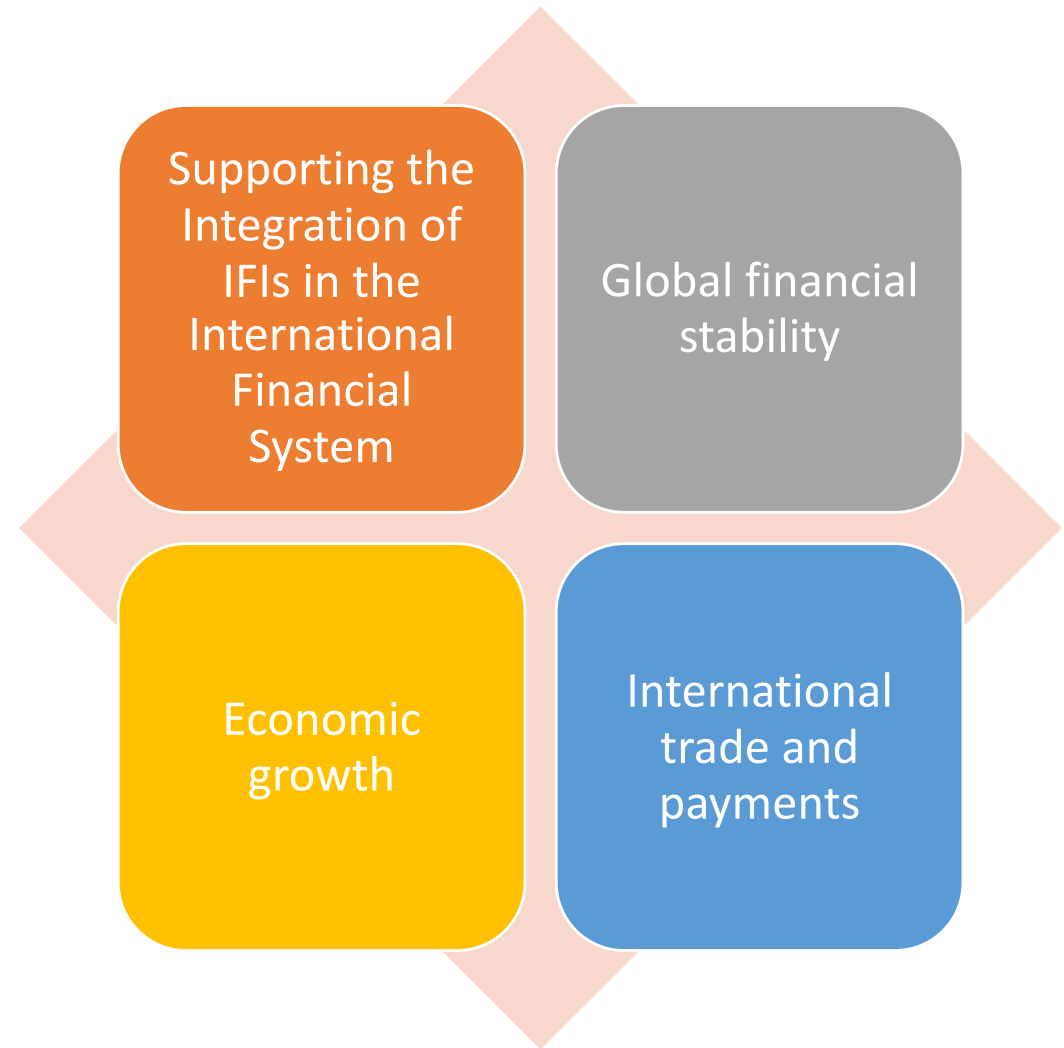 Supporting the
Integration of
IFIs in the
International
Financial
System
Global financial
stability
Economic
growth
International
trade and
payments